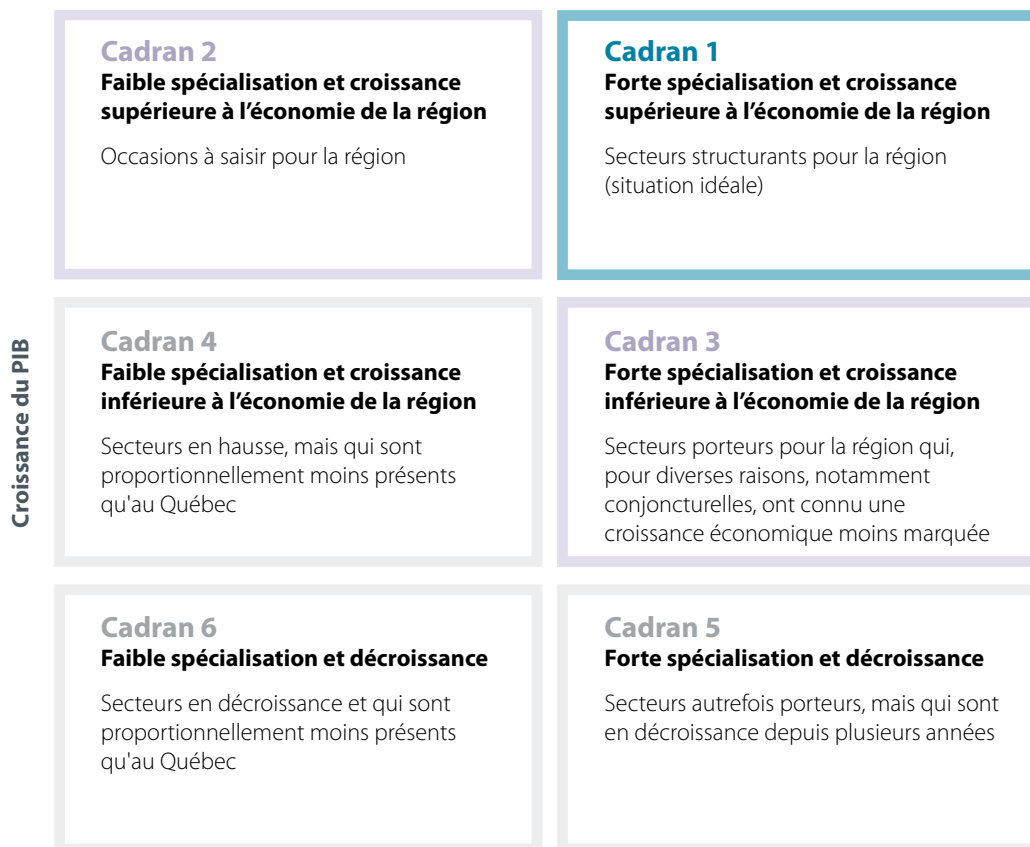 Cadran 2
Faible spécialisation et croissance
supérieure à l'économie de la région
Occasions à saisir pour la région
Cadran 1
Forte spécialisation et croissance
supérieure à l’économie de la région
Secteurs structurants pour la région
(situation idéale)
Croissance du PIB
Cadran 4
Faible spécialisation et croissance
inférieure à l’économie de la région
Secteurs en hausse, mais qui sont
proportionnellement moins présents
qu'au Québec
Cadran 3
Forte spécialisation et croissance
inférieure à l’économie de la région
Secteurs porteurs pour la région qui,
pour diverses raisons, notamment
conjoncturelles, ont connu une
croissance économique moins marquée
Cadran 6
Faible spécialisation et décroissance
Secteurs en décroissance et qui sont
proportionnellement moins présents
qu'au Québec
Cadran 5
Forte spécialisation et décroissance
Secteurs autrefois porteurs, mais qui sont
en décroissance depuis plusieurs années